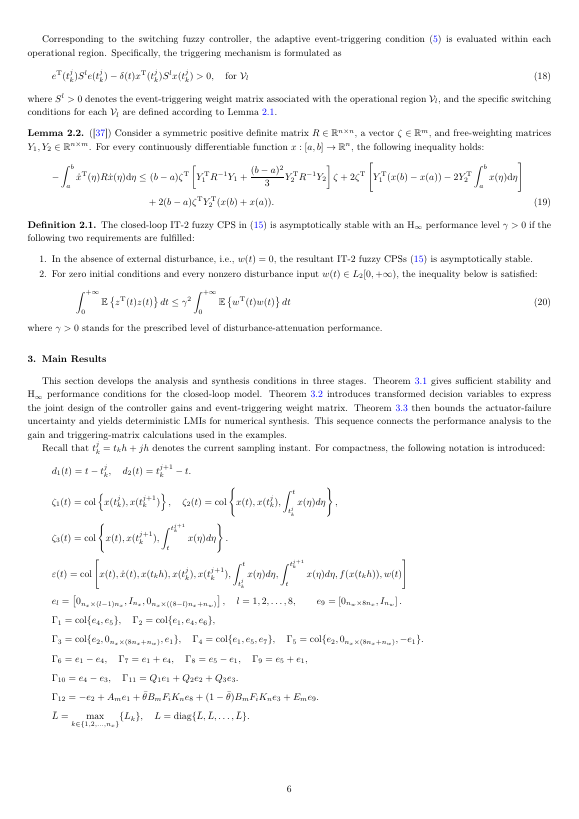 Corresponding to the switching fuzzy controller, the adaptive event-triggering condition (5) is evaluated within each
operational region. Specifically, the triggering mechanism is formulated as
e^T(t_k^j)S^l e(t_k^j) − δ(t)x^T(t_k^j)S^l x(t_k^j) > 0, for 𝒱_l (18)
where S^l > 0 denotes the event-triggering weight matrix associated with the operational region 𝒱_l, and the specific switching
conditions for each 𝒱_l are defined according to Lemma 2.1.
Lemma 2.2. ([37]) Consider a symmetric positive definite matrix R ∈ ℝ^{n×n}, a vector ζ ∈ ℝ^m, and free-weighting matrices
Y_1, Y_2 ∈ ℝ^{n×m}. For every continuously differentiable function x : [a, b] → ℝ^n, the following inequality holds:
−∫_a^b ẋ^T(η)Rẋ(η)dη ≤ (b − a)ζ^T [Y_1^T R^{-1}Y_1 + \frac{(b − a)^2}{3} Y_2^T R^{-1}Y_2] ζ + 2ζ^T [Y_1^T(x(b) − x(a)) − 2Y_2^T ∫_a^b x(η)dη]
+ 2(b − a)ζ^T Y_2^T(x(b) + x(a)). (19)
Definition 2.1. The closed-loop IT-2 fuzzy CPS in (15) is asymptotically stable with an H_∞ performance level γ > 0 if the
following two requirements are fulfilled:
1. In the absence of external disturbance, i.e., w(t) = 0, the resultant IT-2 fuzzy CPSs (15) is asymptotically stable.
2. For zero initial conditions and every nonzero disturbance input w(t) ∈ L_2[0, +∞), the inequality below is satisfied:
∫_0^{+∞} 𝔼{z^T(t)z(t)} dt ≤ γ^2 ∫_0^{+∞} 𝔼{w^T(t)w(t)} dt (20)
where γ > 0 stands for the prescribed level of disturbance-attenuation performance.
3. Main Results
This section develops the analysis and synthesis conditions in three stages. Theorem 3.1 gives sufficient stability and
H_∞ performance conditions for the closed-loop model. Theorem 3.2 introduces transformed decision variables to express
the joint design of the controller gains and event-triggering weight matrix. Theorem 3.3 then bounds the actuator-failure
uncertainty and yields deterministic LMIs for numerical synthesis. This sequence connects the performance analysis to the
gain and triggering-matrix calculations used in the examples.
Recall that t_k^j = t_k h + jh denotes the current sampling instant. For compactness, the following notation is introduced:
d_1(t) = t − t_k^j, d_2(t) = t_k^{j+1} − t.
ζ_1(t) = col{x(t_k^j), x(t_k^{j+1})}, ζ_2(t) = col{x(t), x(t_k^j), ∫_{t_k^j}^t x(η)dη},
ζ_3(t) = col{x(t), x(t_k^{j+1}), ∫_t^{t_k^{j+1}} x(η)dη}.
ε(t) = col[x(t), ẋ(t), x(t_k h), x(t_k^j), x(t_k^{j+1}), ∫_{t_k^j}^t x(η)dη, ∫_t^{t_k^{j+1}} x(η)dη, f(x(t_k h)), w(t)]
e_l = [0_{n_x×(l−1)n_x}, I_{n_x}, 0_{n_x×((8−l)n_x+n_w)}], l = 1, 2, . . . , 8, e_9 = [0_{n_w×8n_x}, I_{n_w}].
Γ_1 = col{e_4, e_5}, Γ_2 = col{e_1, e_4, e_6},
Γ_3 = col{e_2, 0_{n_x×(8n_x+n_w)}, e_1}, Γ_4 = col{e_1, e_5, e_7}, Γ_5 = col{e_2, 0_{n_x×(8n_x+n_w)}, −e_1}.
Γ_6 = e_1 − e_4, Γ_7 = e_1 + e_4, Γ_8 = e_5 − e_1, Γ_9 = e_5 + e_1,
Γ_{10} = e_4 − e_3, Γ_{11} = Q_1e_1 + Q_2e_2 + Q_3e_3.
Γ_{12} = −e_2 + A_m e_1 + θ̄B_m F_i K_n e_8 + (1 − θ̄)B_m F_i K_n e_3 + E_m e_9.
L̄ = max_{k∈{1,2,...,n_x}} {L_k}, L = diag{L̄, L̄, . . . , L̄}.
6